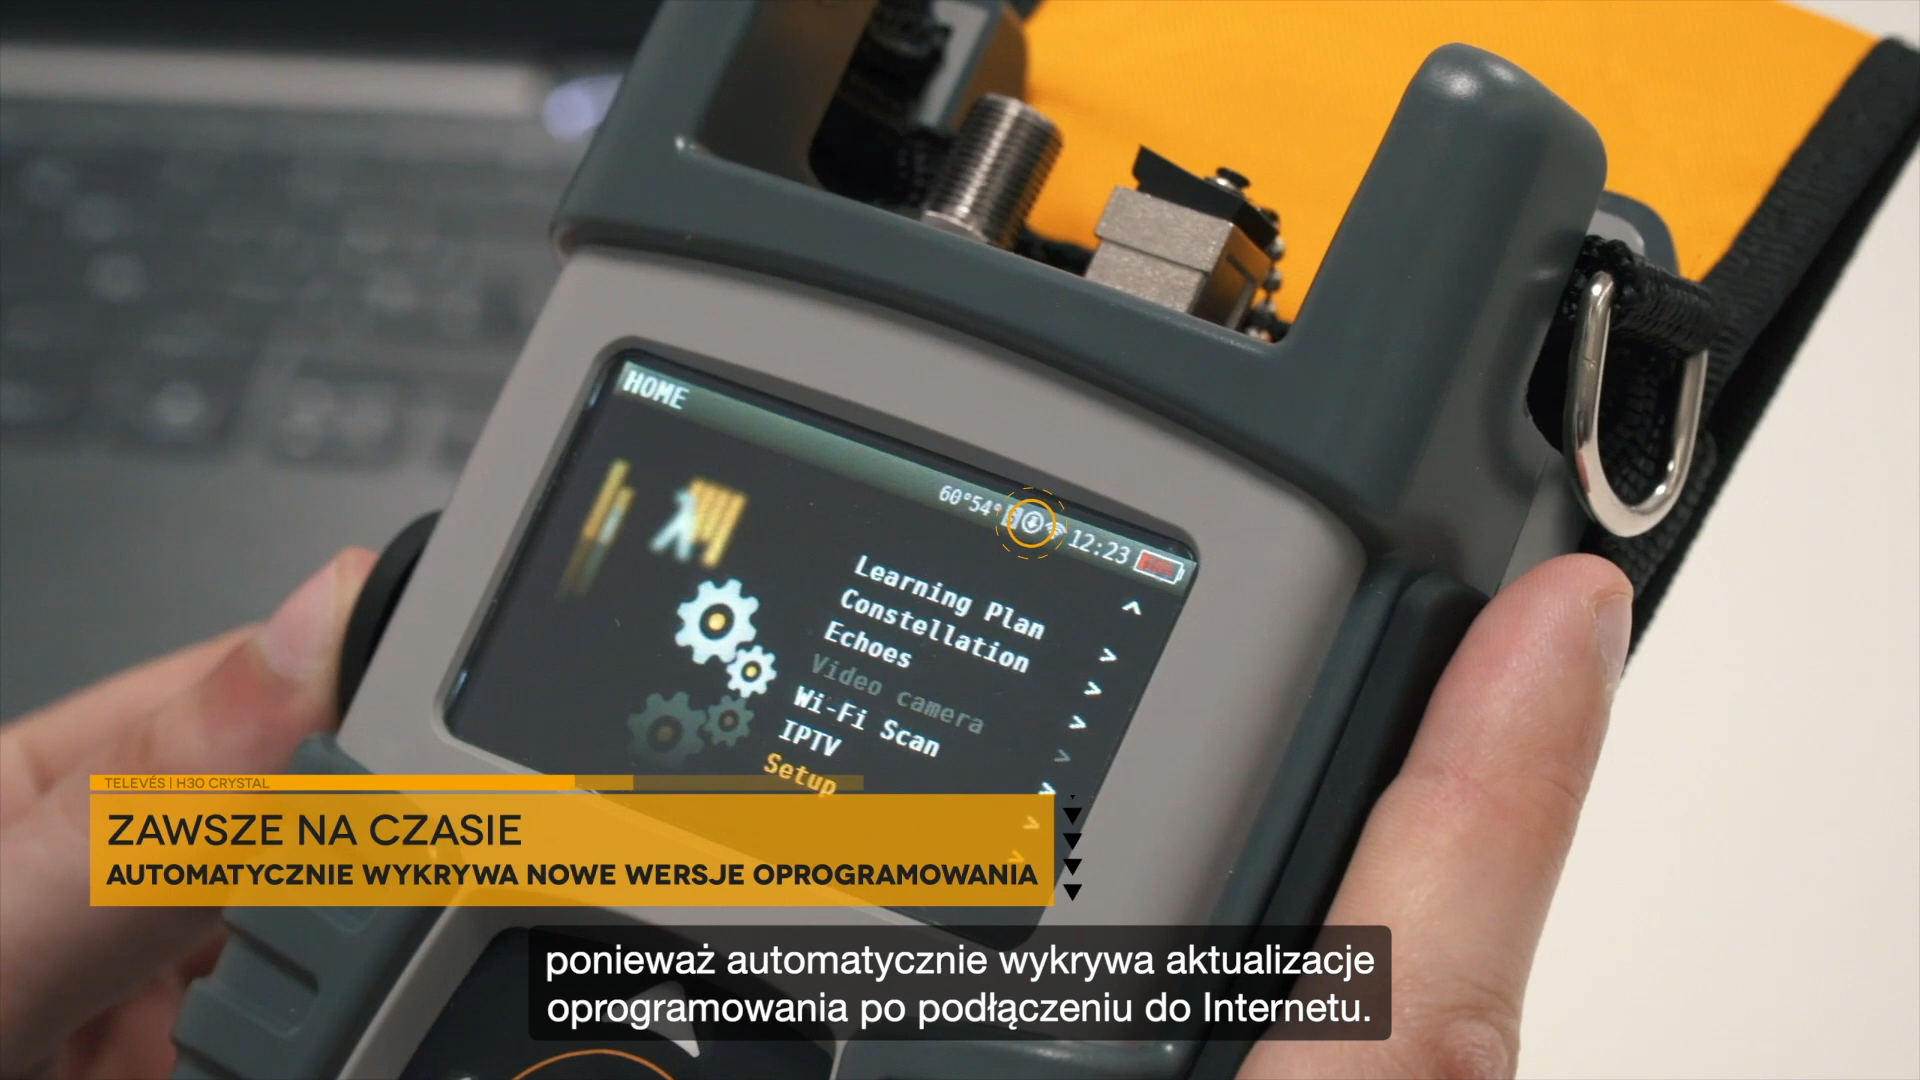 HOME
60°54°
12:23
Learning Plan
Constellation
Echoes
Video camera
Wi-Fi Scan
IPTV
Setup
TELEVÉS | H30 CRYSTAL
ZAWSZE NA CZASIE
AUTOMATYCZNIE WYKRYWA NOWE WERSJE OPROGRAMOWANIA
ponieważ automatycznie wykrywa aktualizacje
oprogramowania po podłączeniu do Internetu.